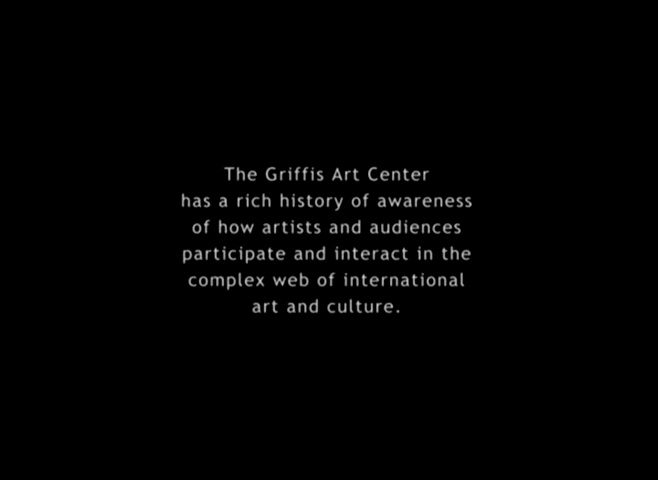 The Griffis Art Center
has a rich history of awareness
of how artists and audiences
participate and interact in the
complex web of international
art and culture.